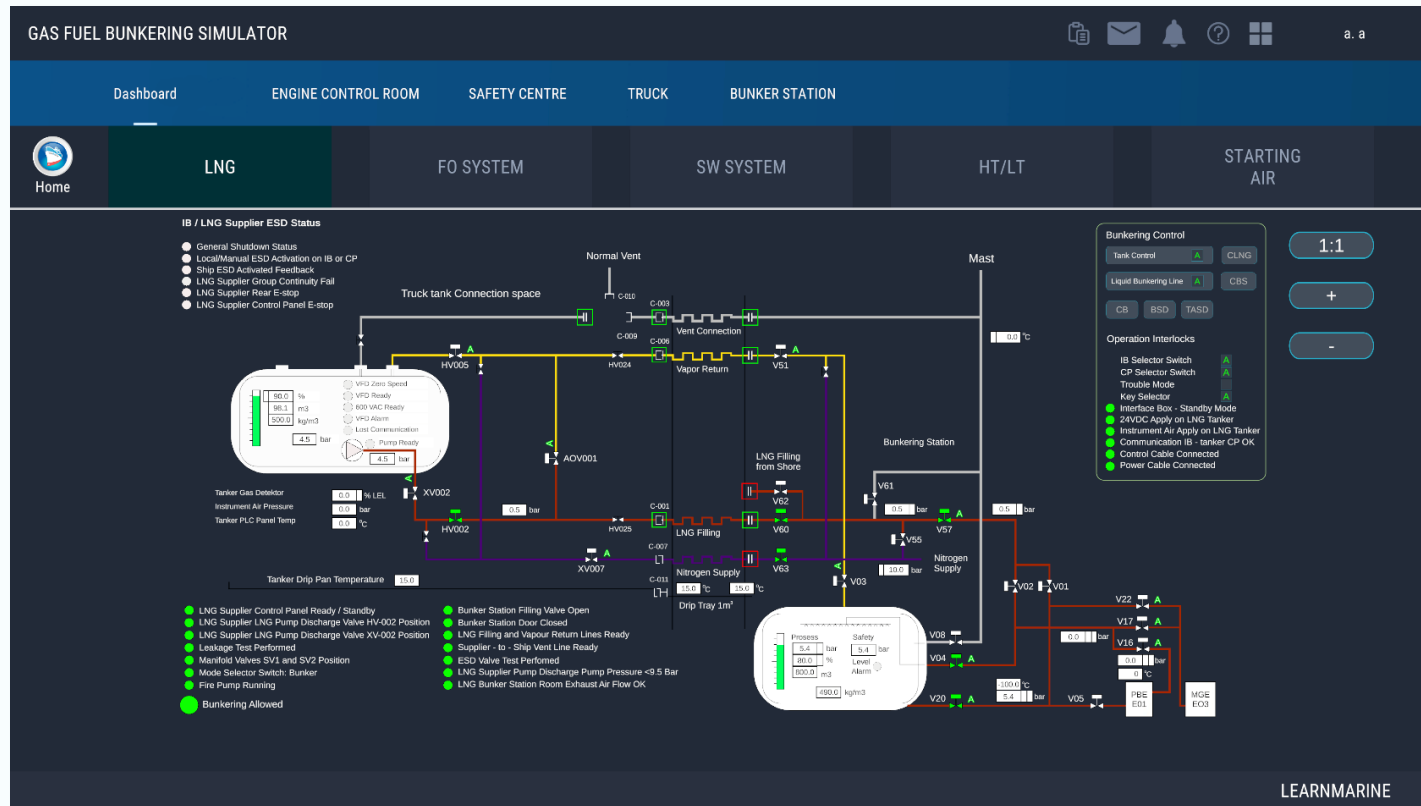 GAS FUEL BUNKERING SIMULATOR
a. a
Dashboard
ENGINE CONTROL ROOM
SAFETY CENTRE
TRUCK
BUNKER STATION
Home
LNG
FO SYSTEM
SW SYSTEM
HT/LT
STARTING
AIR
IB / LNG Supplier ESD Status
General Shutdown Status
Local/Manual ESD Activation on IB or CP
Ship ESD Activated Feedback
LNG Supplier Group Continuity Fail
LNG Supplier Rear E-stop
LNG Supplier Control Panel E-stop
Truck tank Connection space
Normal Vent
C-010
C-009
C-003
Vent Connection
C-006
Vapor Return
Mast
0.0 °C
A
HV005
HV024
A
V51
VFD Zero Speed
VFD Ready
600 VAC Ready
VFD Alarm
Lost Communication
Pump Ready
90.0 %
98.1 m3
500.0 kg/m3
4.5 bar
4.5 bar
A
AOV001
A
XV002
Tanker Gas Detektor 0.0 % LEL
Instrument Air Pressure 0.0 bar
Tanker PLC Panel Temp 0.0 °C
HV002
0.5 bar
HV025
C-001
LNG Filling
C-007
A
XV007
Nitrogen Supply
C-011
15.0 °C
15.0 °C
Drip Tray 1m²
Tanker Drip Pan Temperature 15.0
LNG Filling
from Shore
V62
V60
V63
Bunkering Station
V61
0.5 bar
A
V57
0.5 bar
V55
Nitrogen
Supply
10.0 bar
A
V03
V02
V01
V22 A
V17 A
V16 A
0.0 bar
0.0 bar
0 °C
V08
V04 A
V20 A
-100.0 °C
5.4 bar
V05
PBE
E01
MGE
EO3
Prosess
5.4 bar
80.0 %
800.0 m3
Safety
5.4 bar
Level
Alarm
490.0 kg/m3
LNG Supplier Control Panel Ready / Standby
LNG Supplier LNG Pump Discharge Valve HV-002 Position
LNG Supplier LNG Pump Discharge Valve XV-002 Position
Leakage Test Performed
Manifold Valves SV1 and SV2 Position
Mode Selector Switch: Bunker
Fire Pump Running
Bunkering Allowed
Bunker Station Filling Valve Open
Bunker Station Door Closed
LNG Filling and Vapour Return Lines Ready
Supplier - to - Ship Vent Line Ready
ESD Valve Test Perfomed
LNG Supplier Pump Discharge Pump Pressure <9.5 Bar
LNG Bunker Station Room Exhaust Air Flow OK
Bunkering Control
Tank Control A CLNG
Liquid Bunkering Line A CBS
CB BSD TASD
Operation Interlocks
IB Selector Switch A
CP Selector Switch A
Trouble Mode
Key Selector A
Interface Box - Standby Mode
24VDC Apply on LNG Tanker
Instrument Air Apply on LNG Tanker
Communication IB - tanker CP OK
Control Cable Connected
Power Cable Connected
1:1
+
-
LEARNMARINE